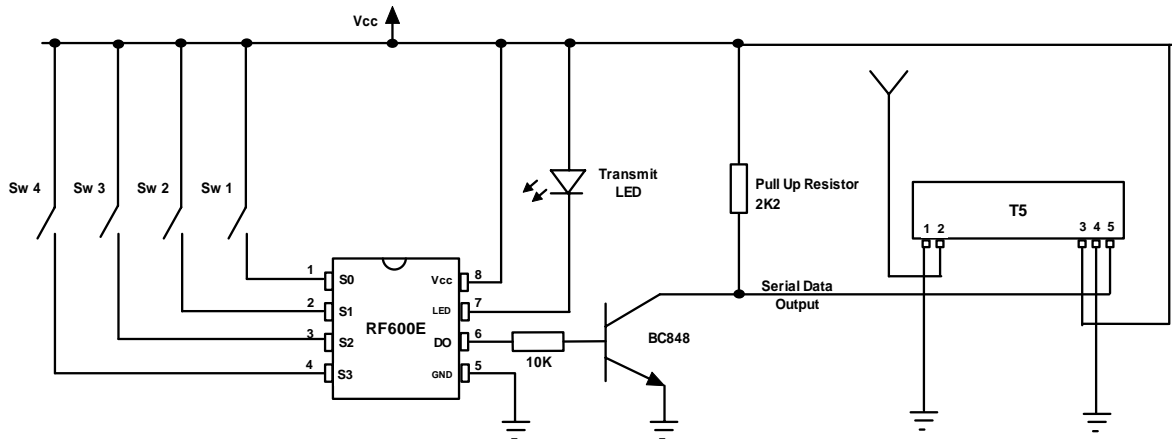 Vcc
Sw 4
Sw 3
Sw 2
Sw 1
Transmit
LED
Pull Up Resistor
2K2
T5
1 2
3 4 5
1
S0
Vcc
8
2
S1
LED
7
RF600E
3
S2
DO
6
4
S3
GND
5
10K
BC848
Serial Data
Output